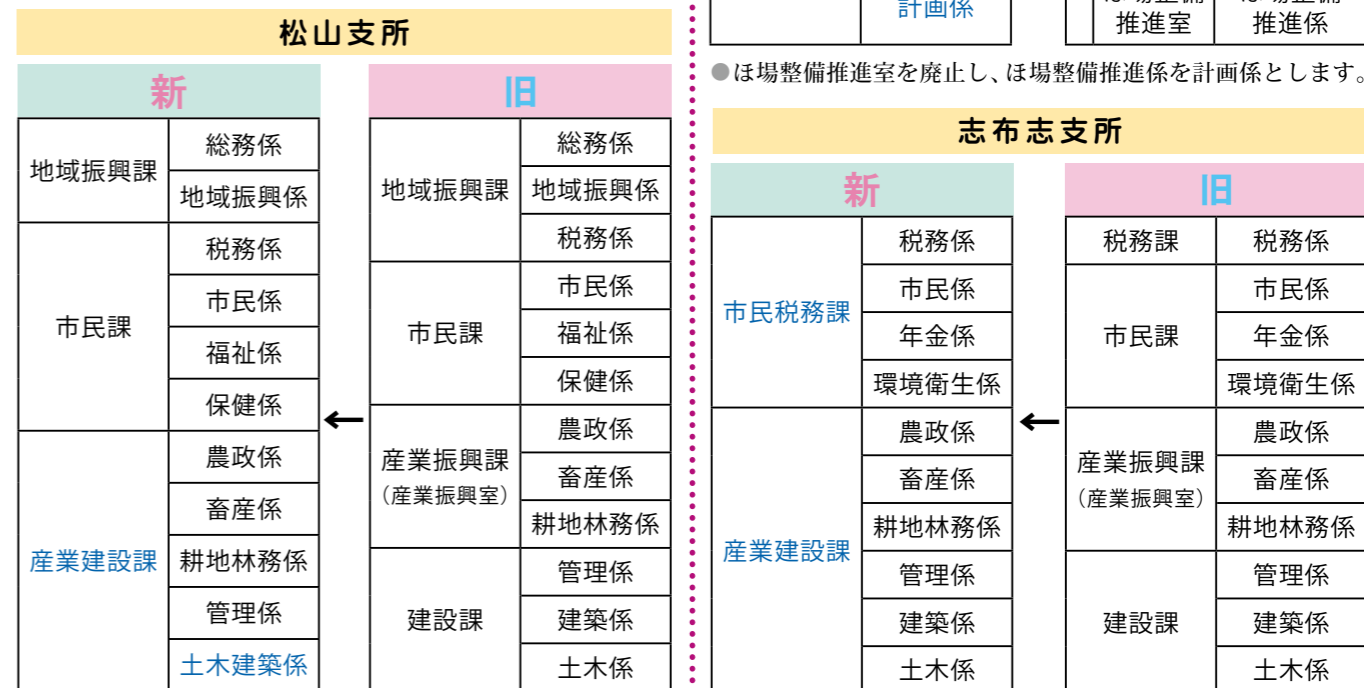 松山支所
新
地域振興課
総務係
地域振興係
市民課
税務係
市民係
福祉係
保健係
産業建設課
農政係
畜産係
耕地林務係
管理係
土木建築係
←
旧
地域振興課
総務係
地域振興係
税務係
市民課
市民係
福祉係
保健係
産業振興課
（産業振興室）
農政係
畜産係
耕地林務係
建設課
管理係
建築係
土木係
計画係
推進室
推進係
●ほ場整備推進室を廃止し、ほ場整備推進係を計画係とします。
志布志支所
新
市民税務課
税務係
市民係
年金係
環境衛生係
産業建設課
農政係
畜産係
耕地林務係
管理係
建築係
土木係
←
旧
税務課
税務係
市民課
市民係
年金係
環境衛生係
産業振興課
（産業振興室）
農政係
畜産係
耕地林務係
建設課
管理係
建築係
土木係